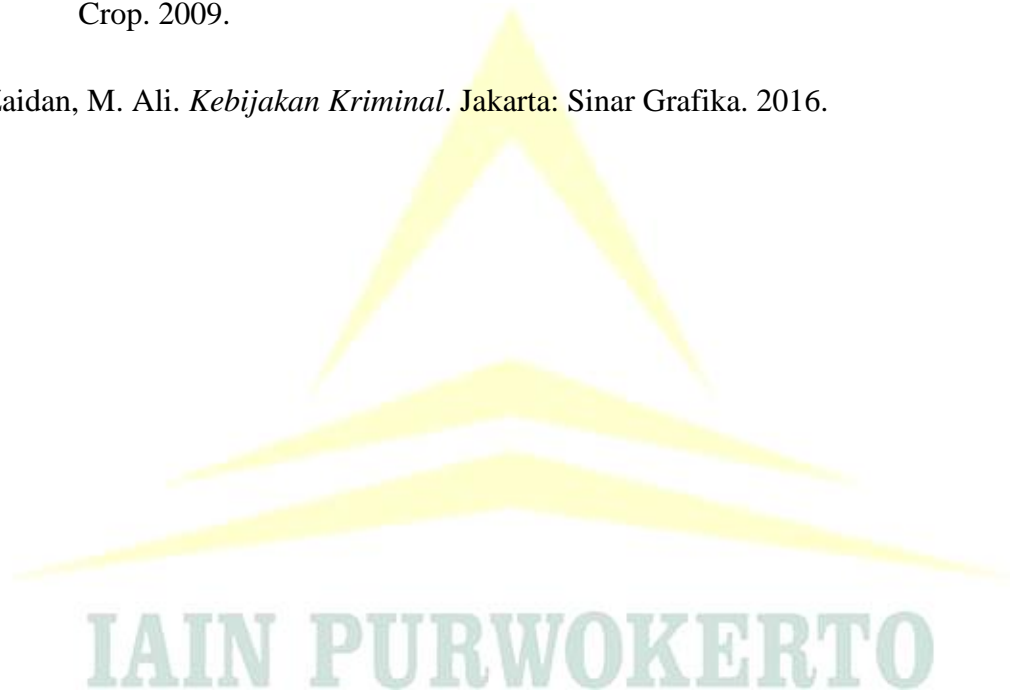 Crop. 2009.
Zaidan, M. Ali. Kebijakan Kriminal. Jakarta: Sinar Grafika. 2016.
IAIN PURWOKERTO